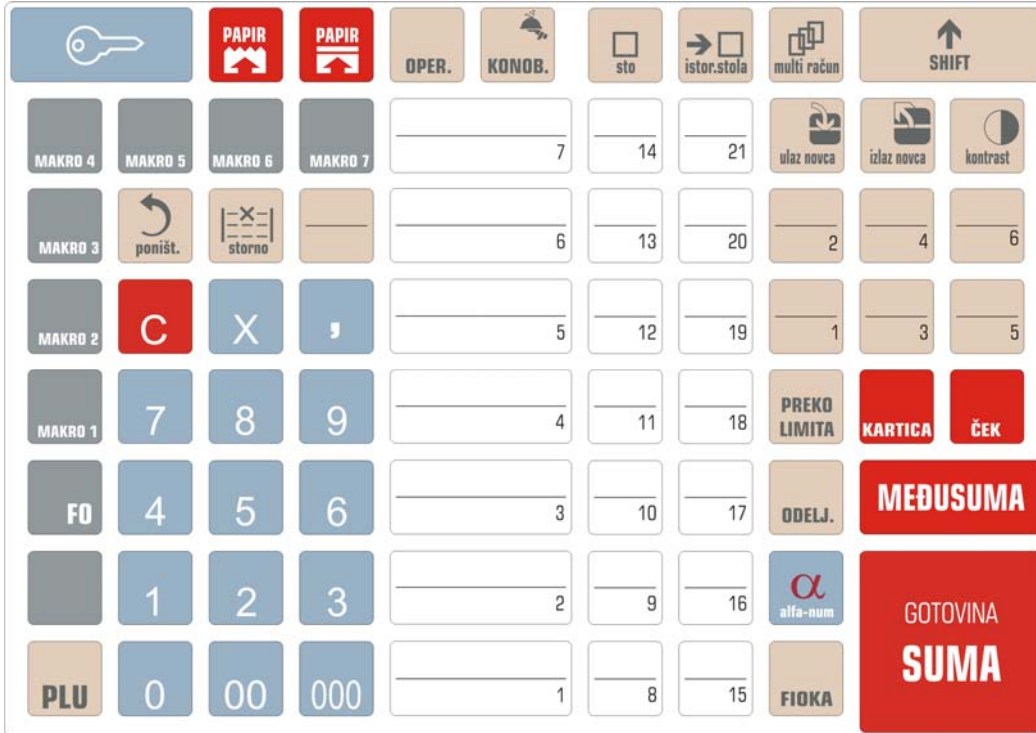 PAPIR PAPIR OPER. KONOB. sto istor.stola multi račun SHIFT
MAKRO 4 MAKRO 5 MAKRO 6 MAKRO 7 7 14 21 ulaz novca izlaz novca kontrast
MAKRO 3 poništ. storno 6 13 20 2 4 6
MAKRO 2 C X , 5 12 19 1 3 5
MAKRO 1 7 8 9 4 11 18 PREKO LIMITA KARTICA ČEK
FO 4 5 6 3 10 17 ODELJ. MEĐUSUMA
1 2 3 2 9 16 α alfa-num GOTOVINA
PLU 0 00 000 1 8 15 FIOKA SUMA